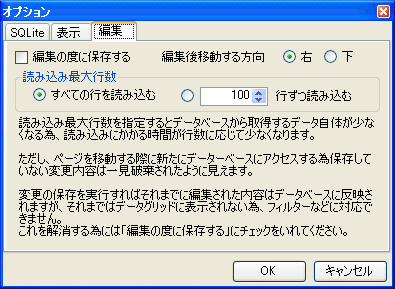 オプション
SQLite 表示 編集
編集の度に保存する 編集後移動する方向 右 下
読み込み最大行数
すべての行を読み込む 100 行ずつ読み込む
読み込み最大行数を指定するとデータベースから取得するデータ自体が少な
くなる為、読み込みにかかる時間が行数に応じて少なくなります。
ただし、ページを移動する際に新たにデーターベースにアクセスする為保存して
いない変更内容は一見破棄されたように見えます。
変更の保存を実行すればそれまでに編集された内容はデータベースに反映
されますが、それまではデータグリッドに表示されない為、フィルターなどに対応で
きません。
これを解消する為には「編集の度に保存する」にチェックをいれてください。
OK キャンセル